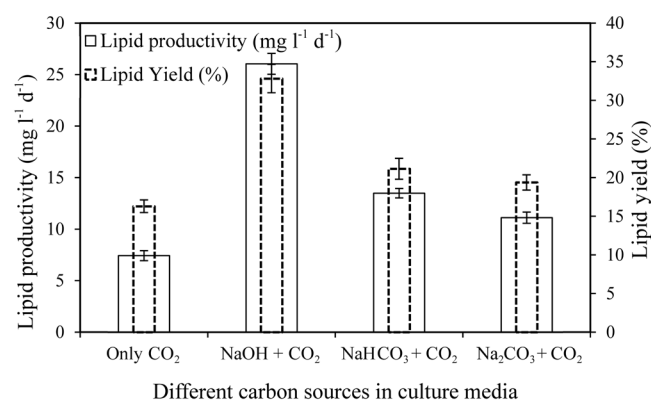 Lipid productivity (mg l⁻¹ d⁻¹)
30
25
20
15
10
5
0
Lipid productivity (mg l⁻¹ d⁻¹)
Lipid Yield (%)
40
35
30
25
20
15
10
5
0
Lipid yield (%)
Only CO₂ NaOH + CO₂ NaHCO₃ + CO₂ Na₂CO₃ + CO₂
Different carbon sources in culture media